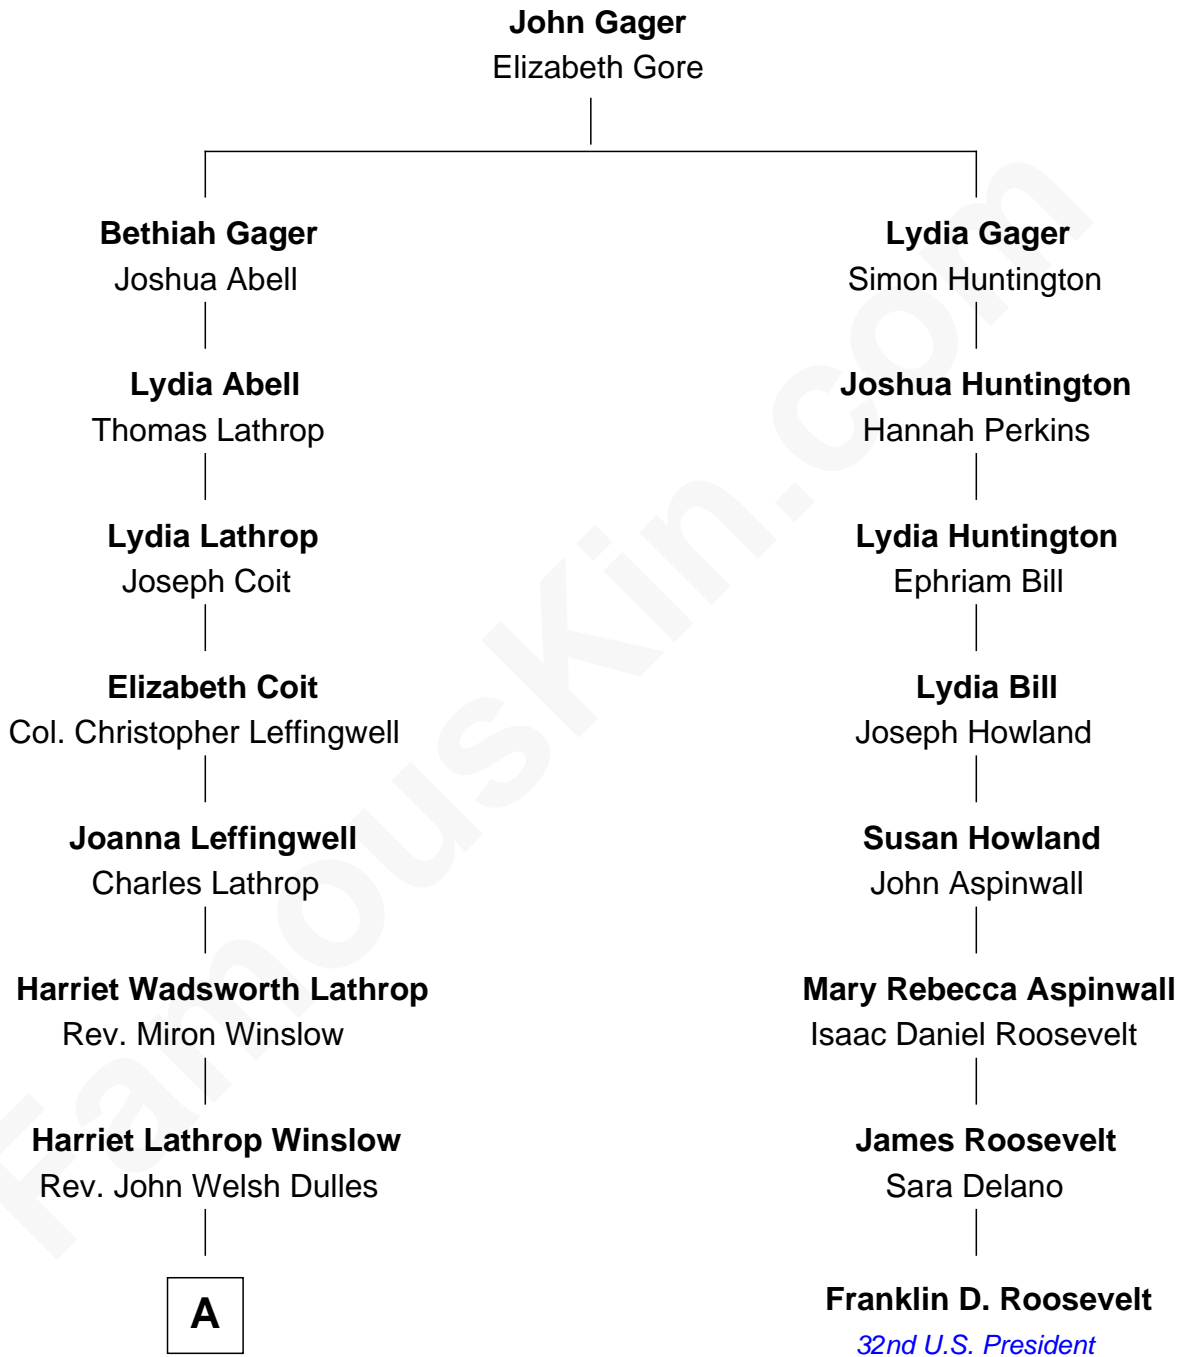 John Gager
Elizabeth Gore
Bethiah Gager
Joshua Abell
Lydia Abell
Thomas Lathrop
Lydia Lathrop
Joseph Coit
Elizabeth Coit
Col. Christopher Leffingwell
Joanna Leffingwell
Charles Lathrop
Harriet Wadsworth Lathrop
Rev. Miron Winslow
Harriet Lathrop Winslow
Rev. John Welsh Dulles
A
Lydia Gager
Simon Huntington
Joshua Huntington
Hannah Perkins
Lydia Huntington
Ephriam Bill
Lydia Bill
Joseph Howland
Susan Howland
John Aspinwall
Mary Rebecca Aspinwall
Isaac Daniel Roosevelt
James Roosevelt
Sara Delano
Franklin D. Roosevelt
32nd U.S. President
FamousKin.com